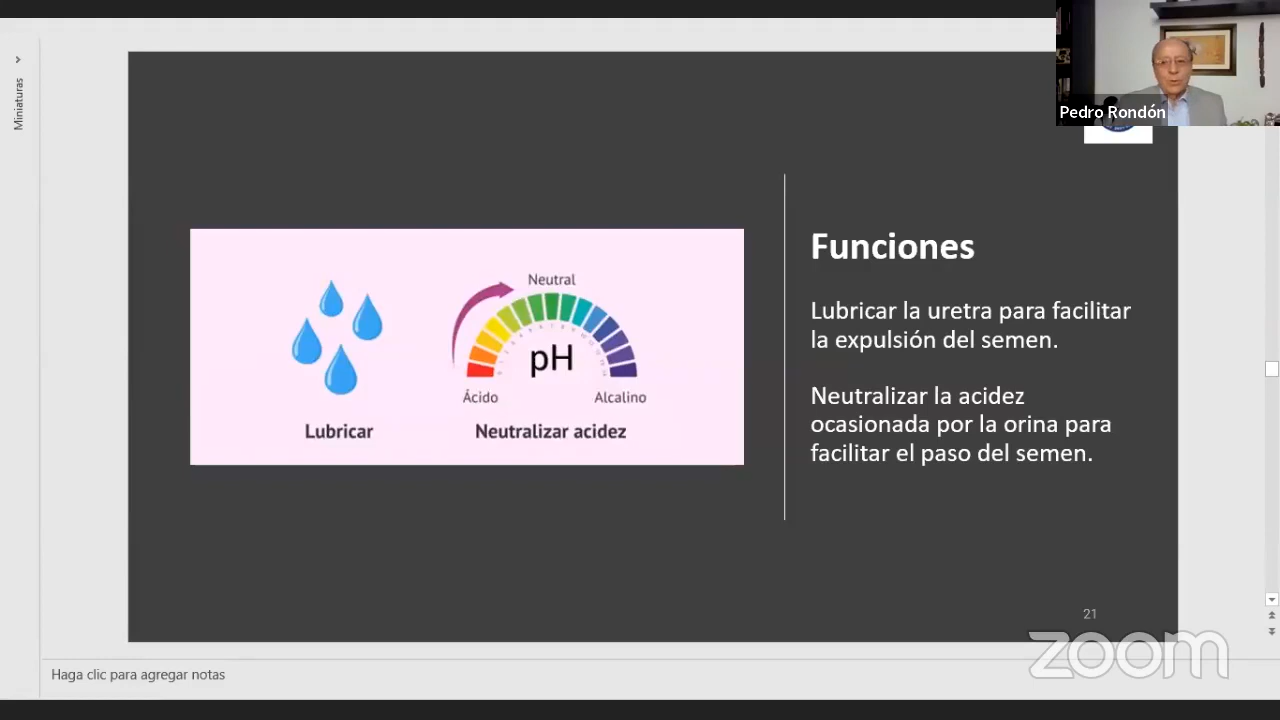 Miniaturas
Pedro Rondón
Neutral
pH
Ácido
Alcalino
Lubricar
Neutralizar acidez
Funciones
Lubricar la uretra para facilitar
la expulsión del semen.
Neutralizar la acidez
ocasionada por la orina para
facilitar el paso del semen.
21
zoom
Haga clic para agregar notas